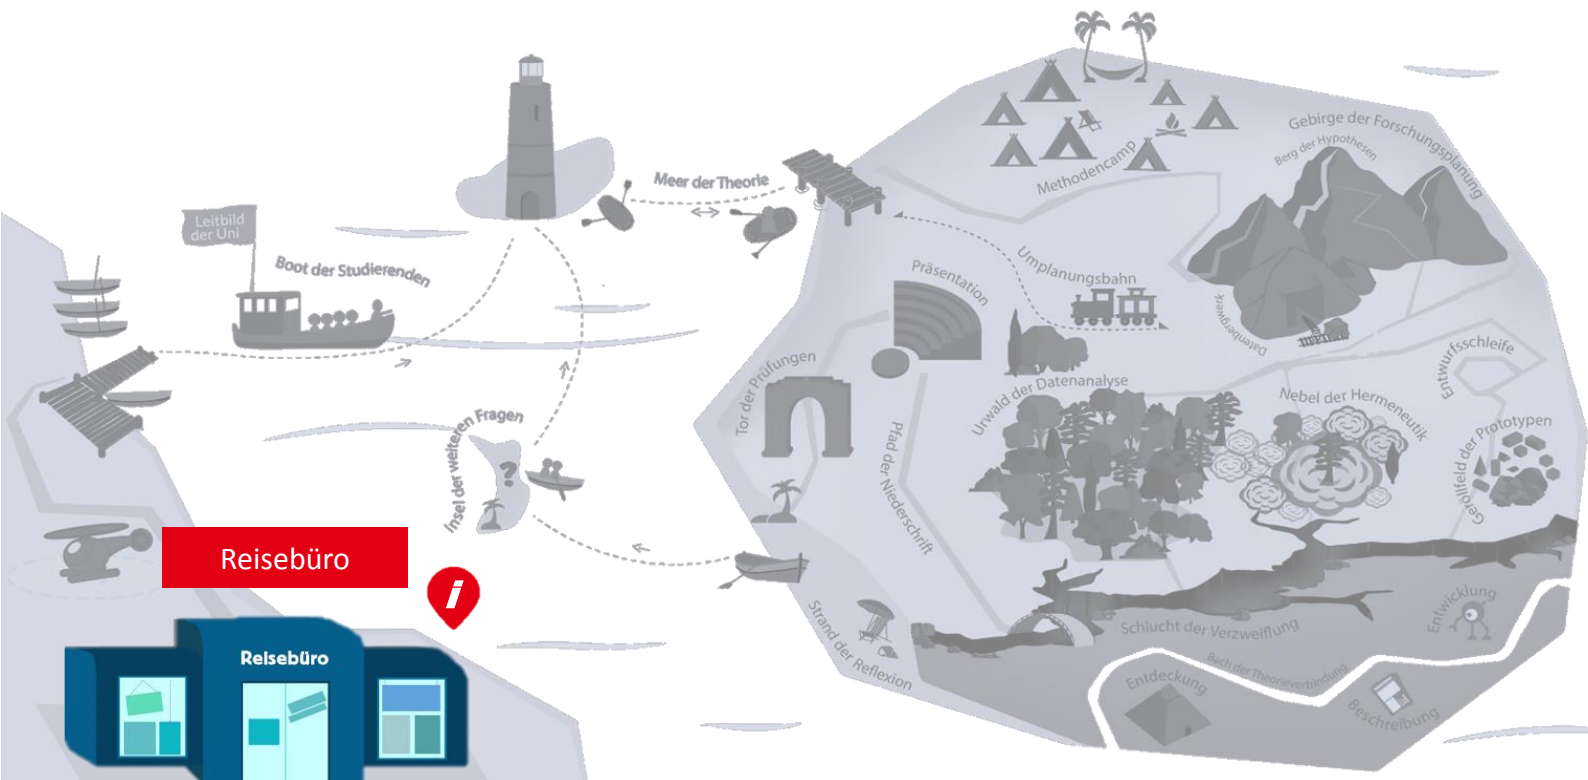 Leitbild
der Uni
Boot der Studierenden
Meer der Theorie
Methodencamp
Gebirge der Forschungsplanung
Berg der Hypothesen
Datenbergwerk
Umplanungsbahn
Präsentation
Tor der Prüfungen
Urwald der Datenanalyse
Nebel der Hermeneutik
Entwurfsschleife
Geröllfeld der Prototypen
Pfad der Niederschrift
Insel der weiteren Fragen
?
Reisebüro
i
Reisebüro
Strand der Reflexion
Schlucht der Verzweiflung
Entwicklung
Bach der Theorieverbindung
Entdeckung
Beschreibung